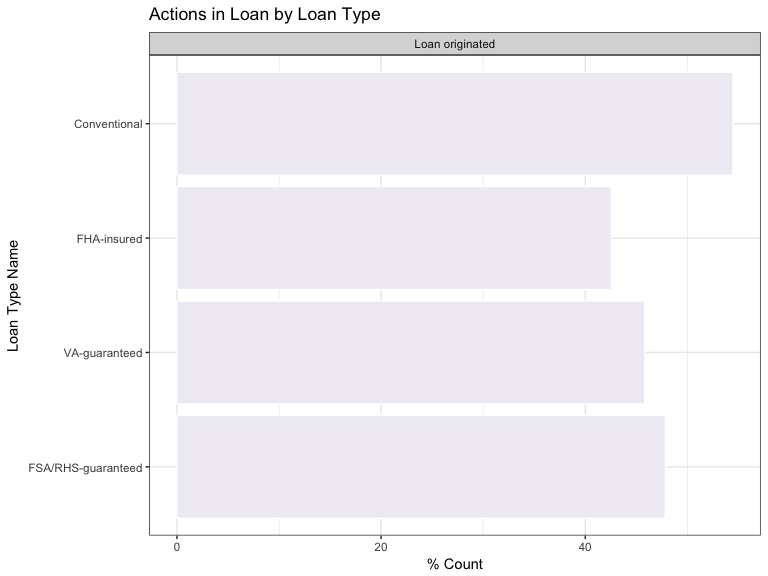 Actions in Loan by Loan Type
Loan originated
Loan Type Name
Conventional
FHA-insured
VA-guaranteed
FSA/RHS-guaranteed
0 20 40
% Count